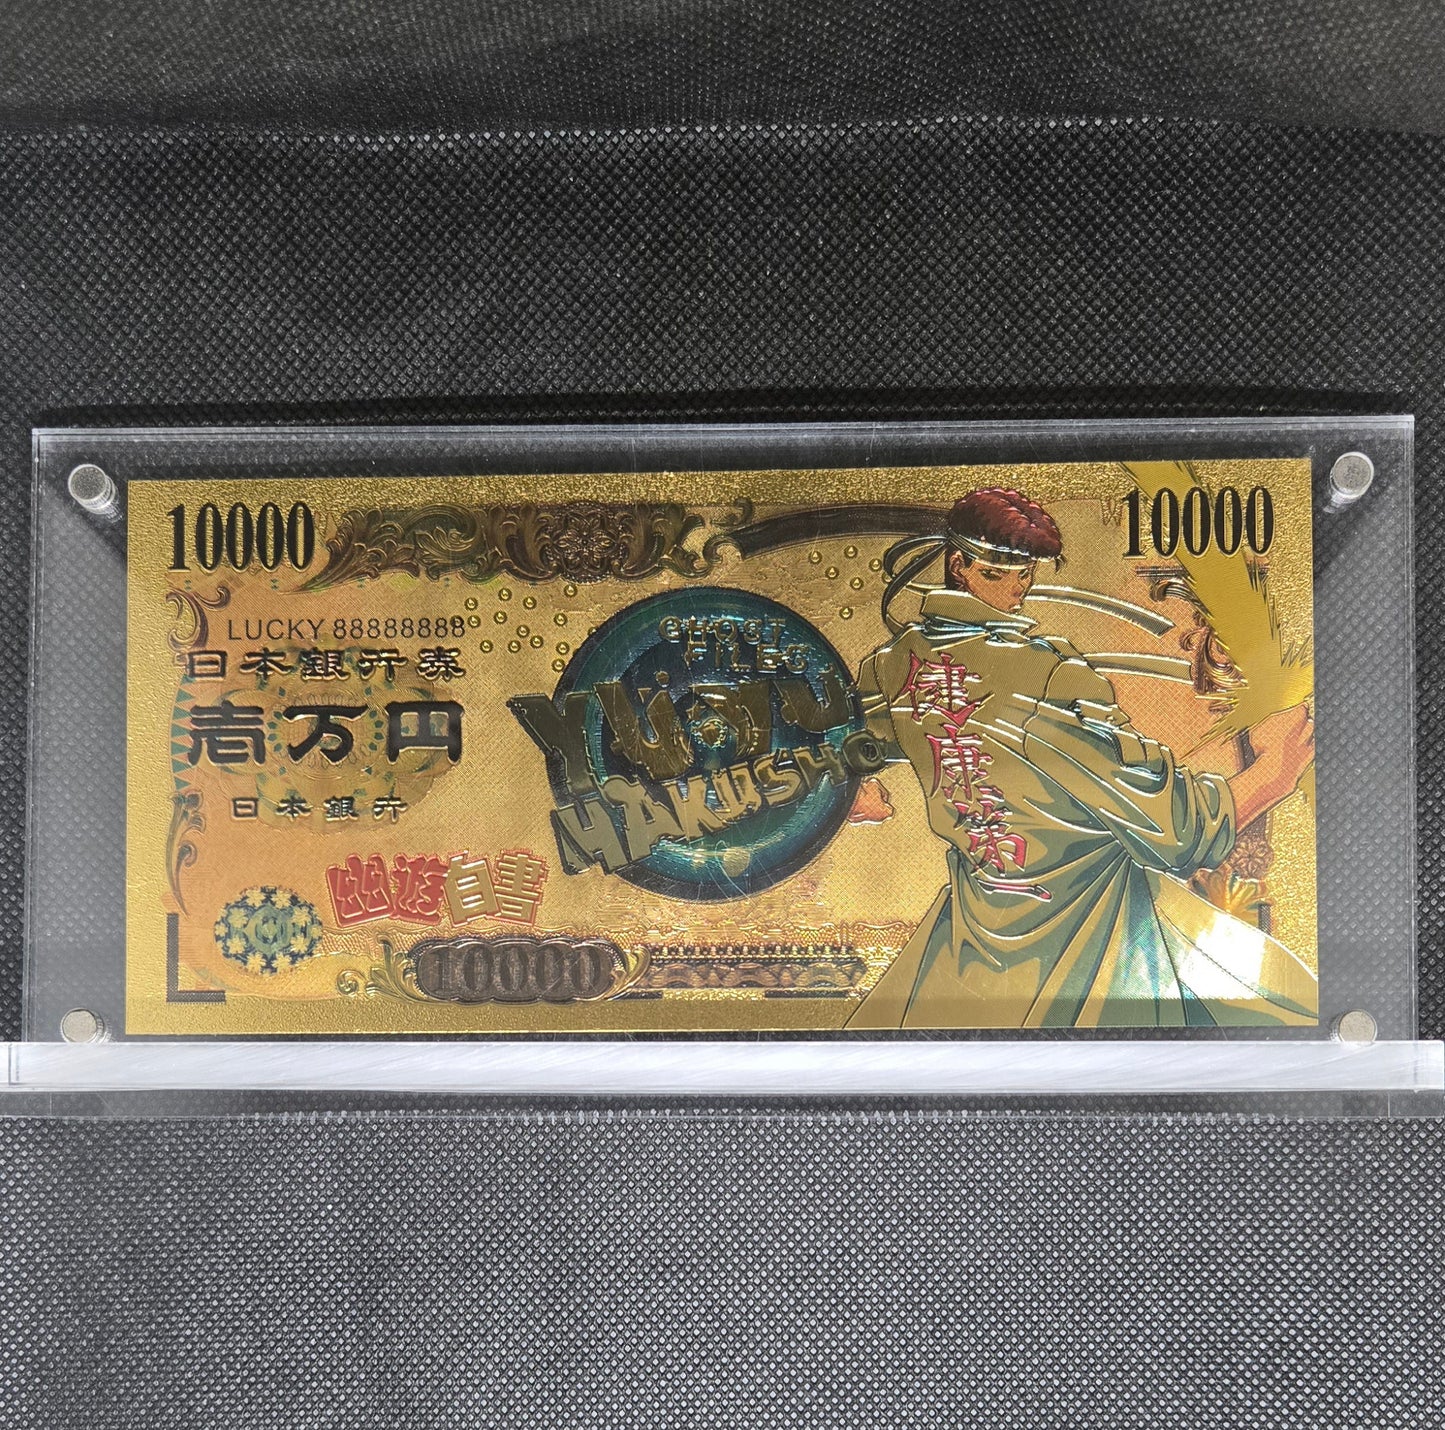 10000
10000
LUCKY 88888888
日本銀行券
壱万円
日本銀行
GHOST
FILES
YUYU
HAKUSHO
健康第一
幽遊白書
10000